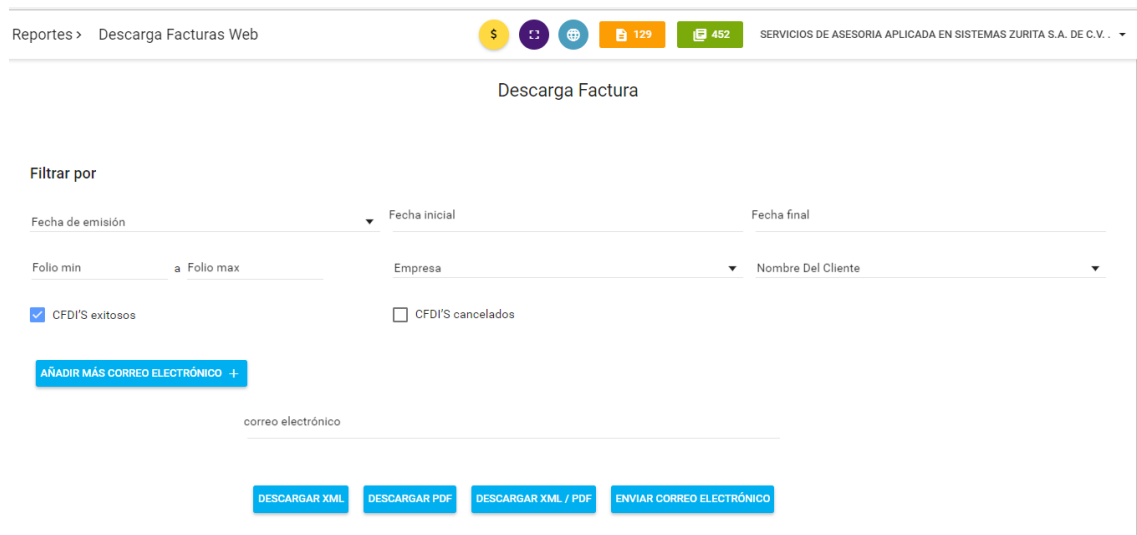 Reportes > Descarga Facturas Web $ 129 452 SERVICIOS DE ASESORIA APLICADA EN SISTEMAS ZURITA S.A. DE C.V. .
Descarga Factura
Filtrar por
Fecha de emisión Fecha inicial Fecha final
Folio min a Folio max Empresa Nombre Del Cliente
CFDI'S exitosos CFDI'S cancelados
AÑADIR MÁS CORREO ELECTRÓNICO +
correo electrónico
DESCARGAR XML DESCARGAR PDF DESCARGAR XML / PDF ENVIAR CORREO ELECTRÓNICO